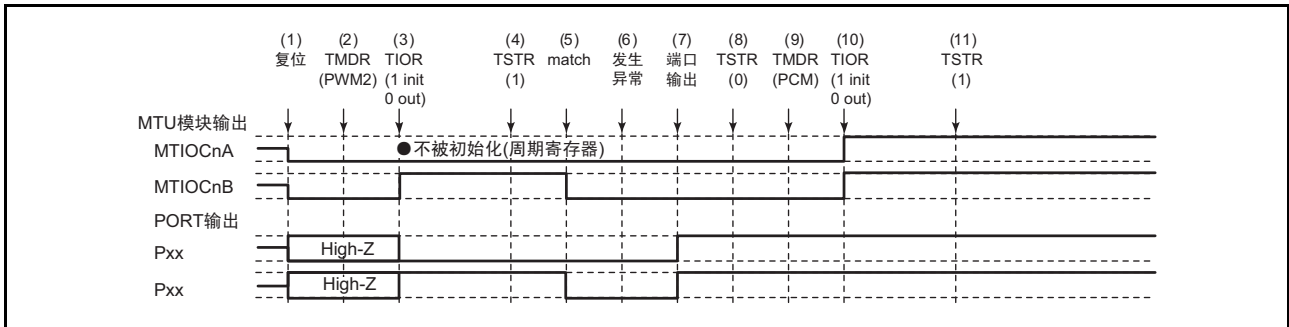 (1) (2) (3) (4) (5) (6) (7) (8) (9) (10) (11)
复位 TMDR TIOR TSTR match 发生 端口 TSTR TMDR TIOR TSTR
(PWM2) (1 init (1) 异常 输出 (0) (PCM) (1 init (1)
0 out) 0 out)
MTU模块输出
MTIOCnA ●不被初始化(周期寄存器)
MTIOCnB
PORT输出
Pxx High-Z
Pxx High-Z